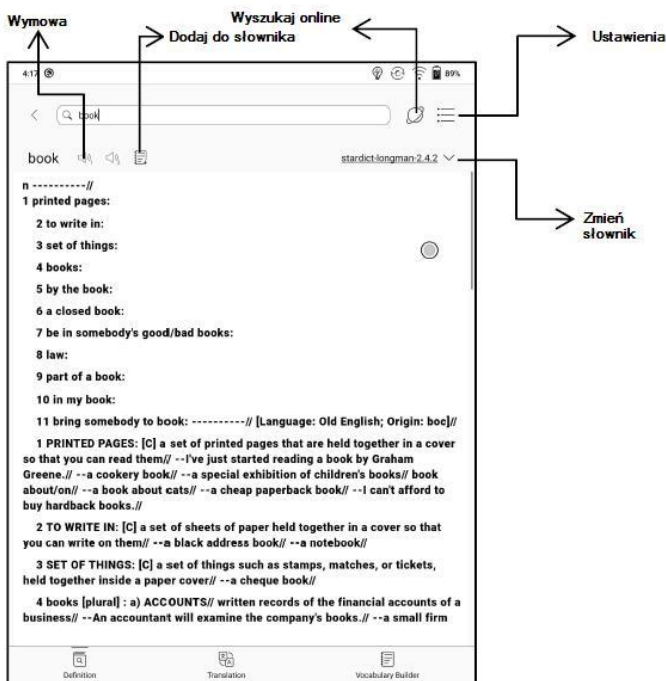 Wymowa
Wyszukaj online
Dodaj do słownika
Ustawienia
4:17
89%
book
book
stardict-longman-2.4.2
Zmień
słownik
n ----------//
1 printed pages:
2 to write in:
3 set of things:
4 books:
5 by the book:
6 a closed book:
7 be in somebody's good/bad books:
8 law:
9 part of a book:
10 in my book:
11 bring somebody to book: ----------// [Language: Old English; Origin: boc]//
1 PRINTED PAGES: [C] a set of printed pages that are held together in a cover
so that you can read them// --I've just started reading a book by Graham
Greene.// --a cookery book// --a special exhibition of children's books// book
about/on// --a book about cats// --a cheap paperback book// --I can't afford to
buy hardback books.//
2 TO WRITE IN: [C] a set of sheets of paper held together in a cover so that
you can write on them// --a black address book// --a notebook//
3 SET OF THINGS: [C] a set of things such as stamps, matches, or tickets,
held together inside a paper cover// --a cheque book//
4 books [plural] : a) ACCOUNTS// written records of the financial accounts of a
business// --An accountant will examine the company's books.// --a small firm
Definition
Translation
Vocabulary Builder